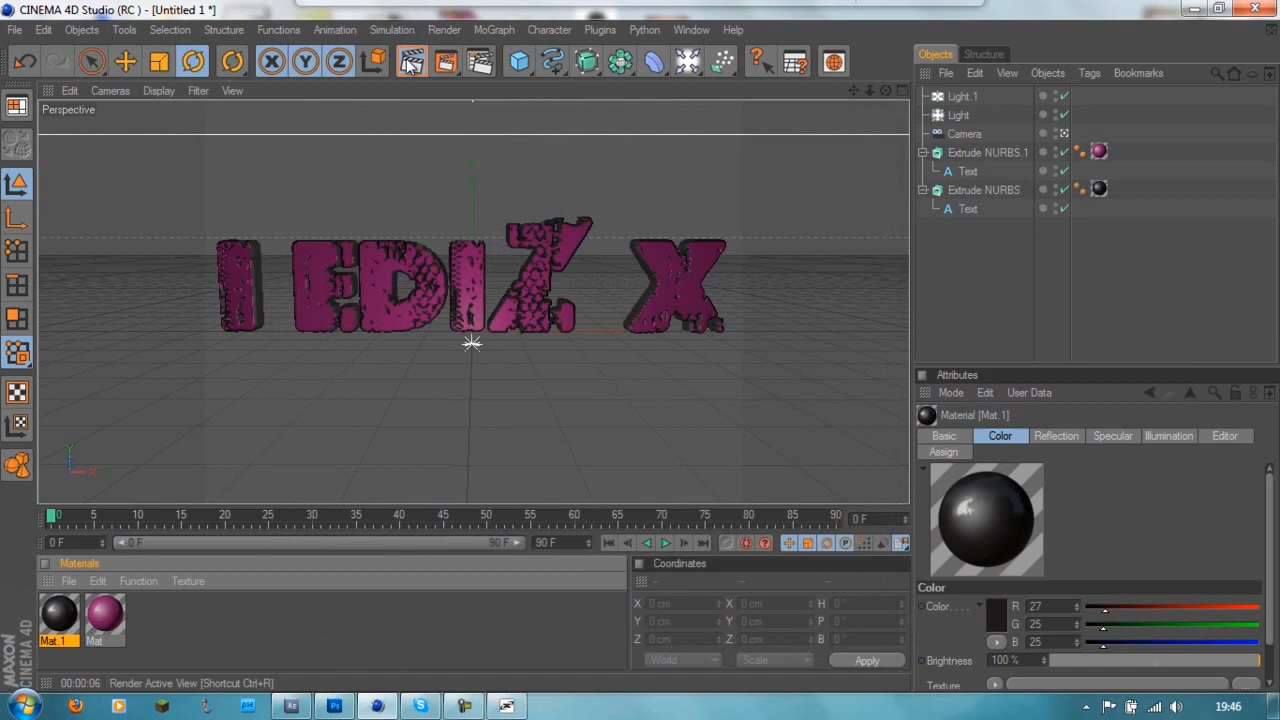 CINEMA 4D Studio (RC ) - [Untitled 1 *]
File Edit Objects Tools Selection Structure Functions Animation Simulation Render MoGraph Character Plugins Python Window Help
X Y Z
Edit Cameras Display Filter View
Perspective
I EDIZ X
Y
X
Objects Structure
File Edit View Objects Tags Bookmarks
Light.1
Light
Camera
Extrude NURBS.1
A Text
Extrude NURBS
A Text
Attributes
Mode Edit User Data
Material [Mat.1]
Basic Color Reflection Specular Illumination Editor
Assign
Color
Color. . . . R 27
G 25
B 25
Brightness 100 %
Texture
0 5 10 15 20 25 30 35 40 45 50 55 60 65 70 75 80 85 90 0 F
0 F 0 F 90 F 90 F
Materials
File Edit Function Texture
Mat.1 Mat
Coordinates
-- -- --
X 0 cm X 0 cm H 0 °
Y 0 cm Y 0 cm P 0 °
Z 0 cm Z 0 cm B 0 °
World Scale Apply
MAXON
CINEMA 4D
00:00:06 Render Active View [Shortcut Ctrl+R]
pse Ae Ps
19:46